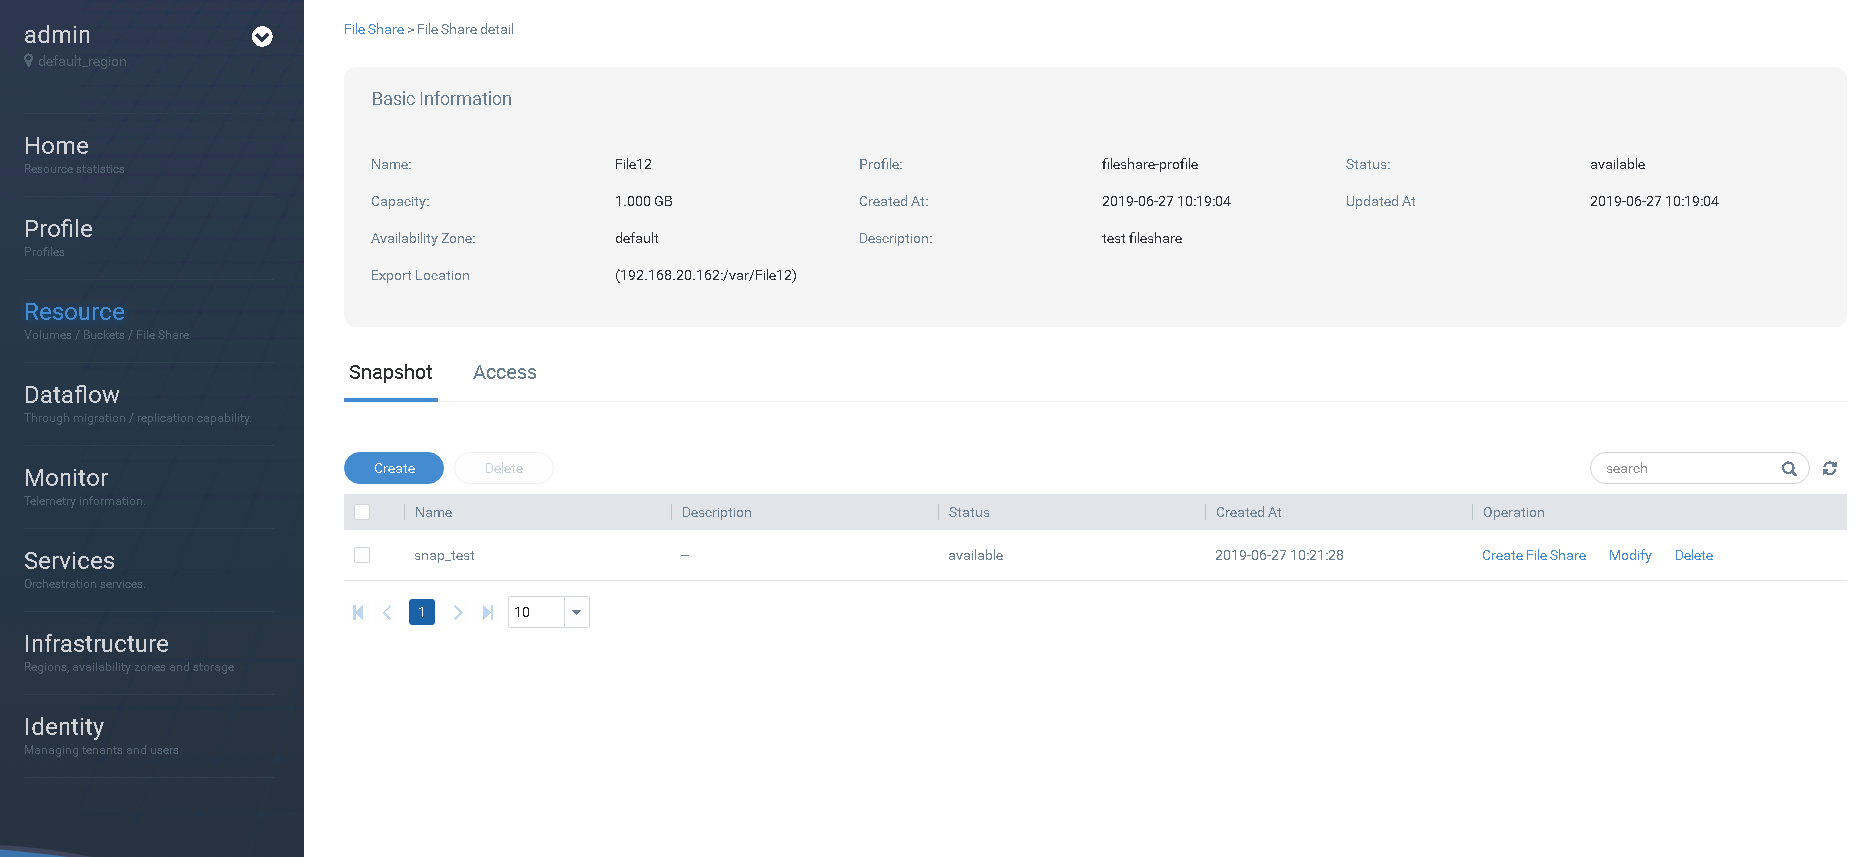 admin
default_region
Home
Resource statistics
Profile
Profiles
Resource
Volumes / Buckets / File Share
Dataflow
Through migration / replication capability.
Monitor
Telemetry information.
Services
Orchestration services.
Infrastructure
Regions, availability zones and storage
Identity
Managing tenants and users
File Share > File Share detail
Basic Information
Name: File12 Profile: fileshare-profile Status: available
Capacity: 1.000 GB Created At: 2019-06-27 10:19:04 Updated At 2019-06-27 10:19:04
Availability Zone: default Description: test fileshare
Export Location (192.168.20.162:/var/File12)
Snapshot Access
Create Delete search
Name Description Status Created At Operation
snap_test -- available 2019-06-27 10:21:28 Create File Share Modify Delete
1 10